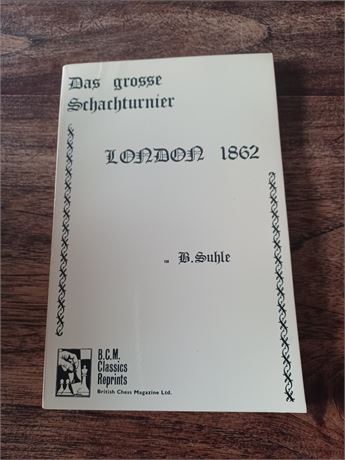 Das grosse
Schachturnier
LONDON 1862
B.Suhle
B.C.M.
Classics
Reprints
British Chess Magazine Ltd.